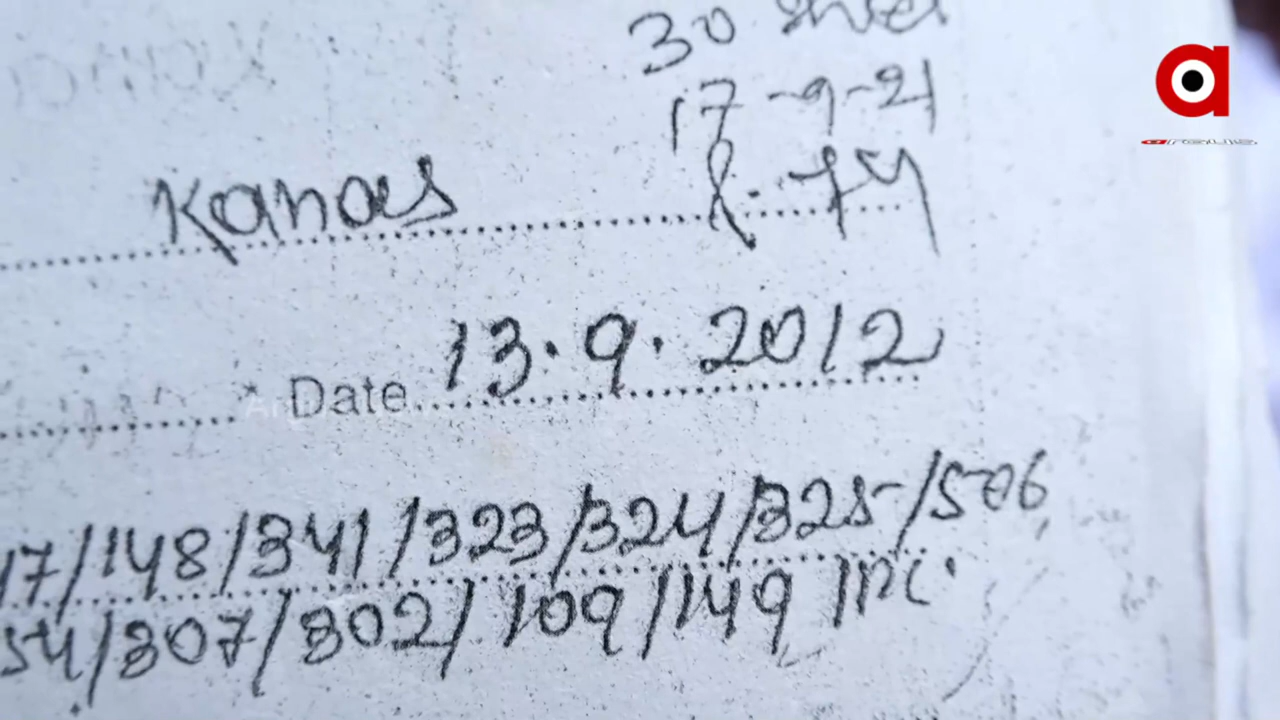 30
17-9-21
Kanas
Date 13.9.2012
17/148/341/323/324/325/506
54/307/302/109/149 IPC.
a
argus